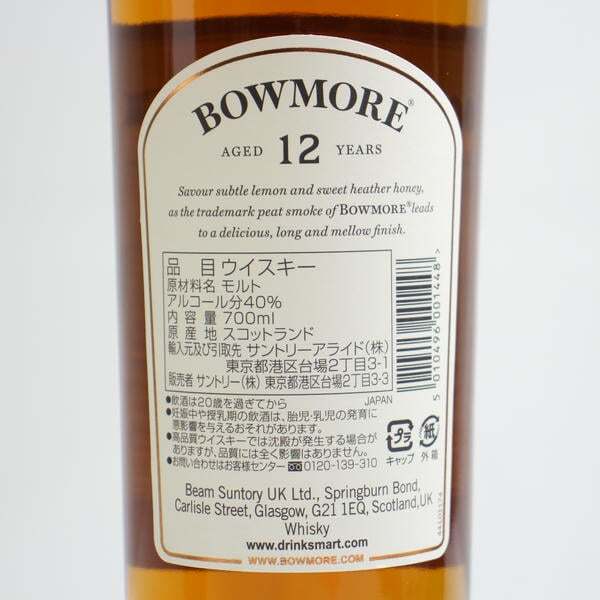 BOWMORE®
AGED 12 YEARS
Savour subtle lemon and sweet heather honey,
as the trademark peat smoke of BOWMORE® leads
to a delicious, long and mellow finish.
品 目 ウイスキー
原材料名 モルト
アルコール分40%
内 容 量 700ml
原 産 地 スコットランド
輸入元及び引取先 サントリーアライド(株)
東京都港区台場2丁目3-1
販売者 サントリー(株) 東京都港区台場2丁目3-3
●飲酒は20歳を過ぎてから JAPAN
●妊娠中や授乳期の飲酒は、胎児・乳児の発育に
悪影響を与えるおそれがあります。
●高品質ウイスキーでは沈殿が発生する場合が
ありますが、品質には全く影響はありません。
●お問い合わせはお客様センター 0120-139-310
プラ 紙
キャップ 外箱
5 010496 001448 >
Beam Suntory UK Ltd., Springburn Bond,
Carlisle Street, Glasgow, G21 1EQ, Scotland,UK
Whisky
www.drinksmart.com
WWW.BOWMORE.COM